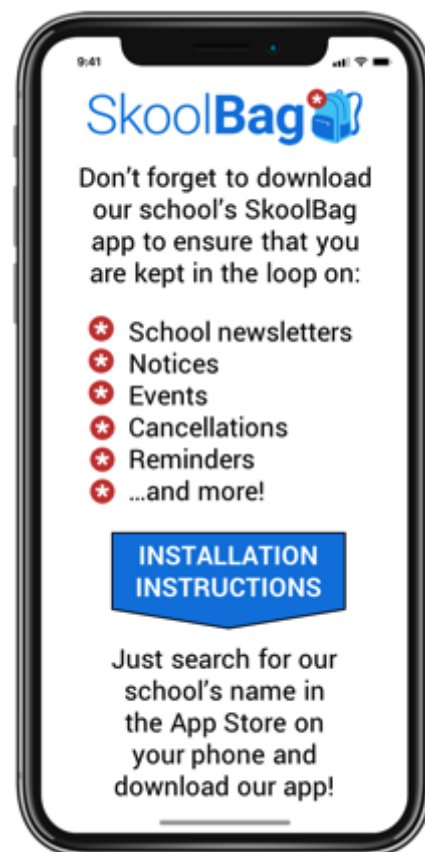 9:41
SkoolBag
Don't forget to download
our school's SkoolBag
app to ensure that you
are kept in the loop on:
School newsletters
Notices
Events
Cancellations
Reminders
...and more!
INSTALLATION
INSTRUCTIONS
Just search for our
school's name in
the App Store on
your phone and
download our app!